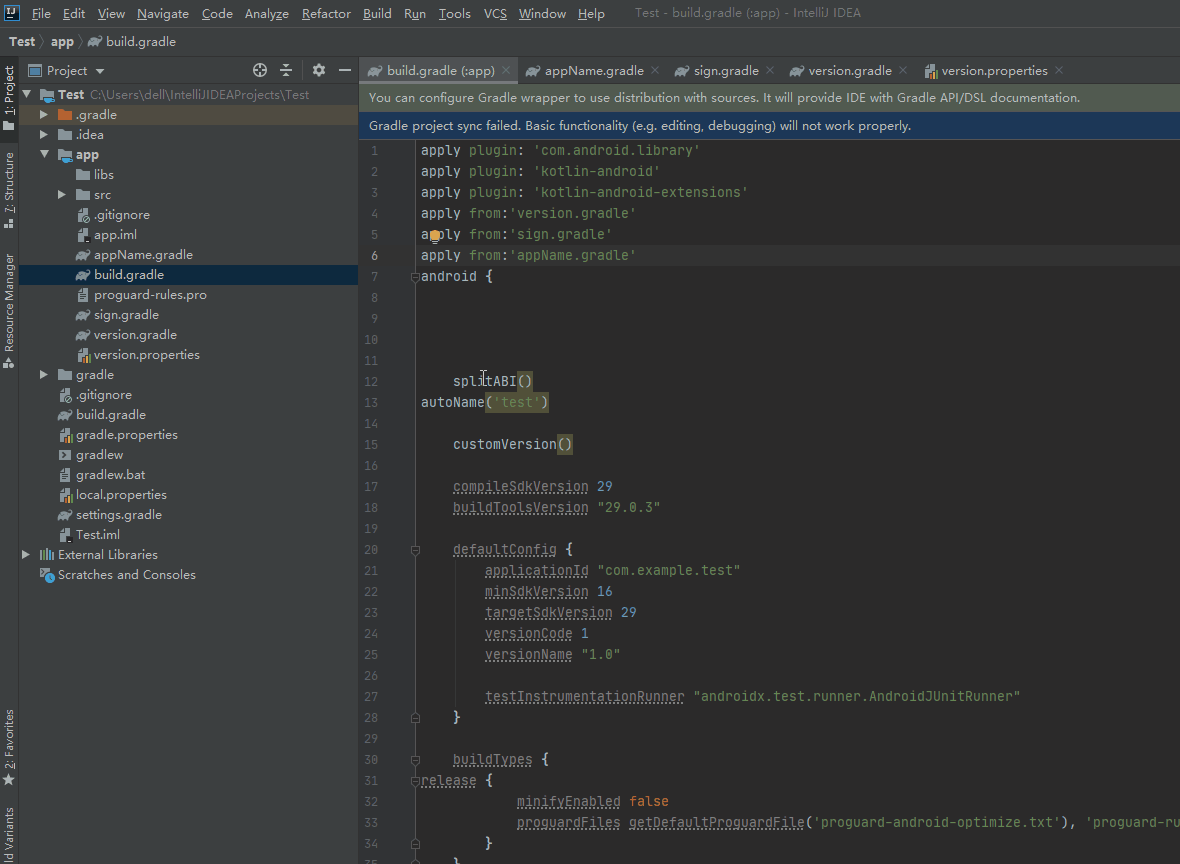 File Edit View Navigate Code Analyze Refactor Build Run Tools VCS Window Help Test - build.gradle (:app) - IntelliJ IDEA
Test app build.gradle
Project
build.gradle (:app) appName.gradle sign.gradle version.gradle version.properties
You can configure Gradle wrapper to use distribution with sources. It will provide IDE with Gradle API/DSL documentation.
Gradle project sync failed. Basic functionality (e.g. editing, debugging) will not work properly.
1: Project
7: Structure
Resource Manager
2: Favorites
ld Variants
Test C:\Users\dell\IntelliJIDEAProjects\Test
.gradle
.idea
app
libs
src
.gitignore
app.iml
appName.gradle
build.gradle
proguard-rules.pro
sign.gradle
version.gradle
version.properties
gradle
.gitignore
build.gradle
gradle.properties
gradlew
gradlew.bat
local.properties
settings.gradle
Test.iml
External Libraries
Scratches and Consoles
1 apply plugin: 'com.android.library'
2 apply plugin: 'kotlin-android'
3 apply plugin: 'kotlin-android-extensions'
4 apply from:'version.gradle'
5 apply from:'sign.gradle'
6 apply from:'appName.gradle'
7 android {
8
9
10
11
12 splitABI()
13 autoName('test')
14
15 customVersion()
16
17 compileSdkVersion 29
18 buildToolsVersion "29.0.3"
19
20 defaultConfig {
21 applicationId "com.example.test"
22 minSdkVersion 16
23 targetSdkVersion 29
24 versionCode 1
25 versionName "1.0"
26
27 testInstrumentationRunner "androidx.test.runner.AndroidJUnitRunner"
28 }
29
30 buildTypes {
31 release {
32 minifyEnabled false
33 proguardFiles getDefaultProguardFile('proguard-android-optimize.txt'), 'proguard-ru
34 }
35 }